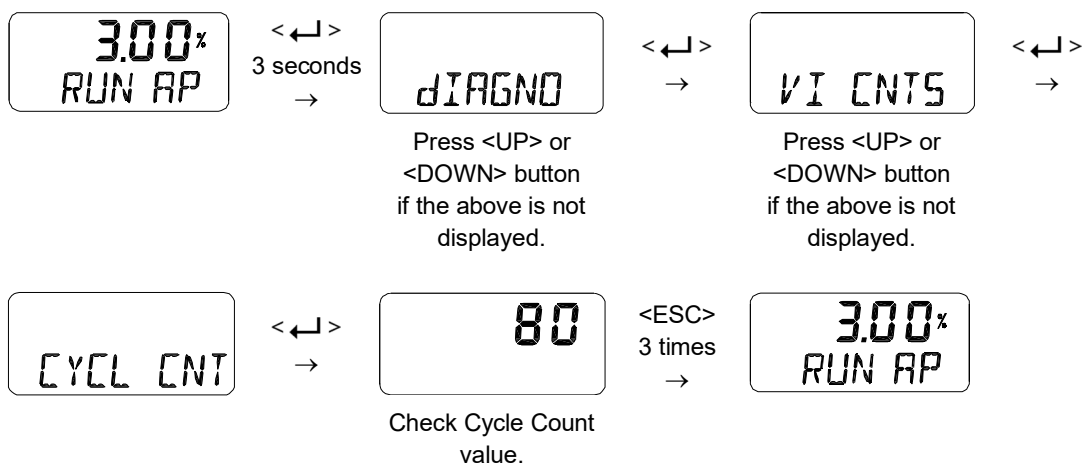 3.00%
RUN AP
< ↵ >
3 seconds
→
dIAGNO
Press <UP> or
<DOWN> button
if the above is not
displayed.
< ↵ >
→
VI CNTS
Press <UP> or
<DOWN> button
if the above is not
displayed.
< ↵ >
→
CYCL CNT
< ↵ >
→
80
Check Cycle Count
value.
<ESC>
3 times
→
3.00%
RUN AP